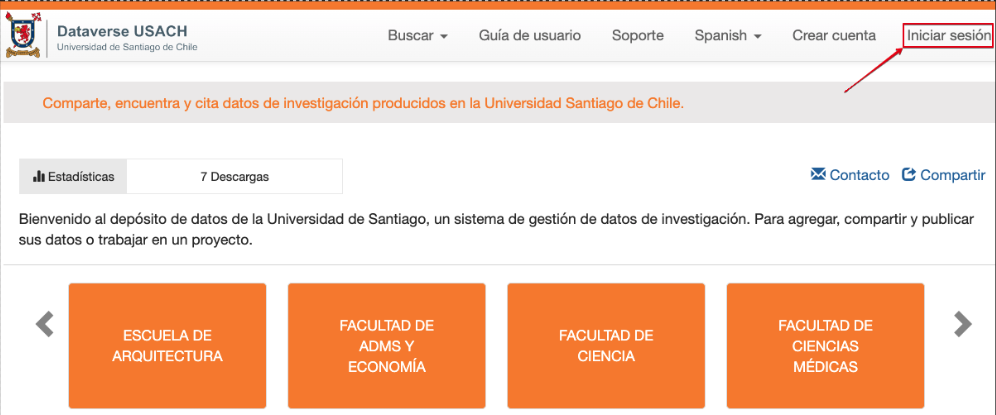 Dataverse USACH
Universidad de Santiago de Chile
Buscar
Guía de usuario
Soporte
Spanish
Crear cuenta
Iniciar sesión
Comparte, encuentra y cita datos de investigación producidos en la Universidad Santiago de Chile.
Estadísticas
7 Descargas
Contacto
Compartir
Bienvenido al depósito de datos de la Universidad de Santiago, un sistema de gestión de datos de investigación. Para agregar, compartir y publicar
sus datos o trabajar en un proyecto.
ESCUELA DE
ARQUITECTURA
FACULTAD DE
ADMS Y
ECONOMÍA
FACULTAD DE
CIENCIA
FACULTAD DE
CIENCIAS
MÉDICAS